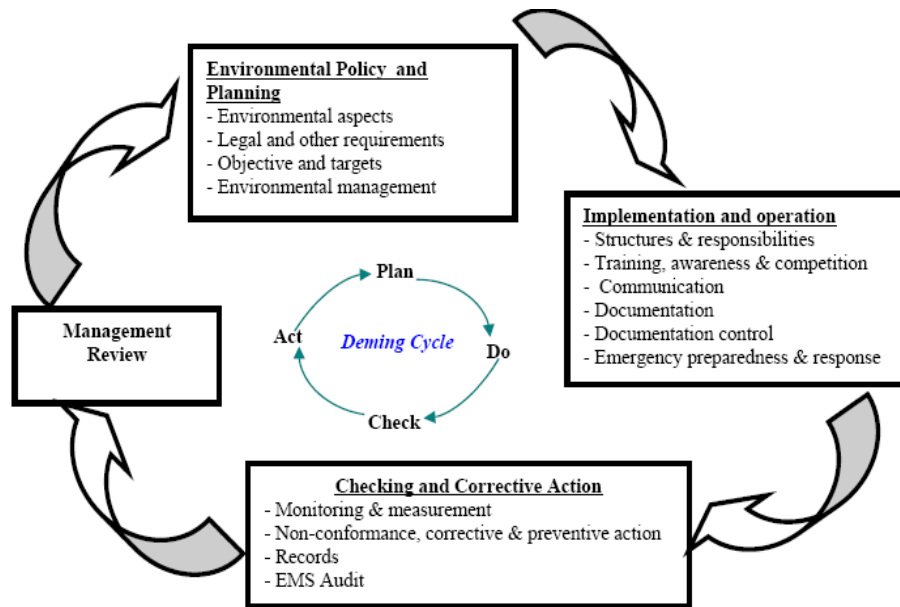 Environmental Policy and
Planning
- Environmental aspects
- Legal and other requirements
- Objective and targets
- Environmental management
Implementation and operation
- Structures & responsibilities
- Training, awareness & competition
- Communication
- Documentation
- Documentation control
- Emergency preparedness & response
Plan
Act
Deming Cycle
Do
Check
Management
Review
Checking and Corrective Action
- Monitoring & measurement
- Non-conformance, corrective & preventive action
- Records
- EMS Audit